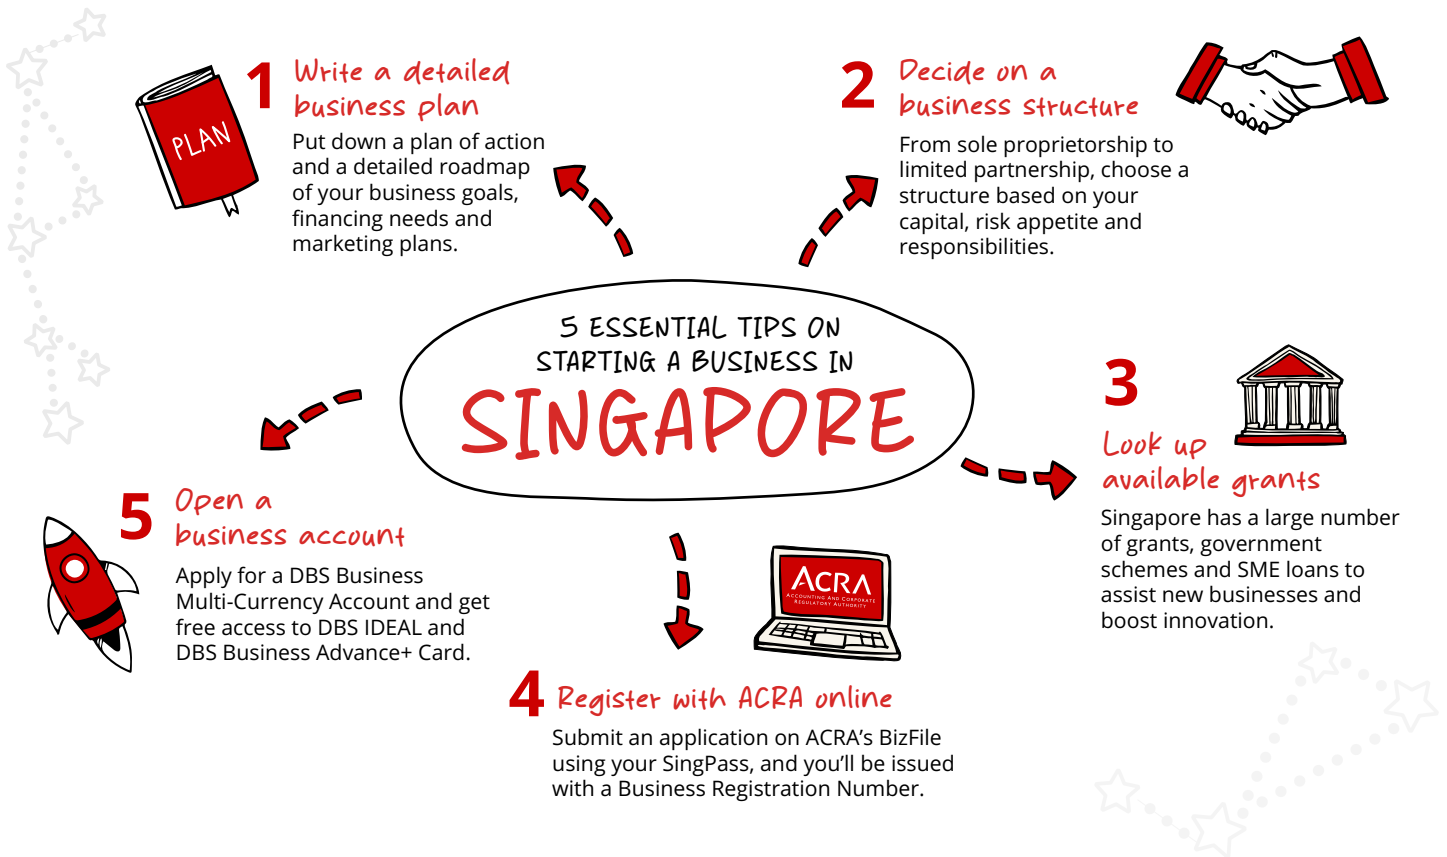 5 ESSENTIAL TIPS ON
STARTING A BUSINESS IN
SINGAPORE
PLAN
1
Write a detailed
business plan
Put down a plan of action
and a detailed roadmap
of your business goals,
financing needs and
marketing plans.
2
Decide on a
business structure
From sole proprietorship to
limited partnership, choose a
structure based on your
capital, risk appetite and
responsibilities.
3
Look up
available grants
Singapore has a large number
of grants, government
schemes and SME loans to
assist new businesses and
boost innovation.
ACRA
ACCOUNTING AND CORPORATE
REGULATORY AUTHORITY
4
Register with ACRA online
Submit an application on ACRA’s BizFile
using your SingPass, and you’ll be issued
with a Business Registration Number.
5
Open a
business account
Apply for a DBS Business
Multi-Currency Account and get
free access to DBS IDEAL and
DBS Business Advance+ Card.